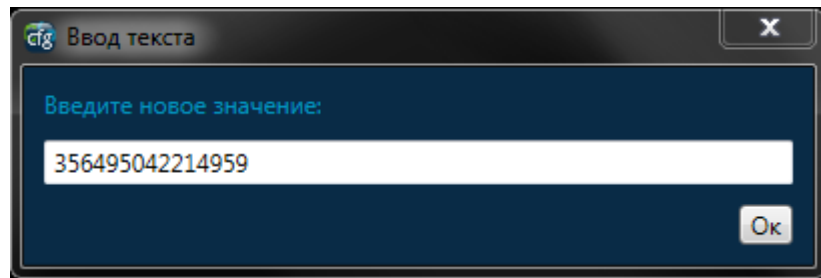 cfg Ввод текста
x
Введите новое значение:
356495042214959
Ок